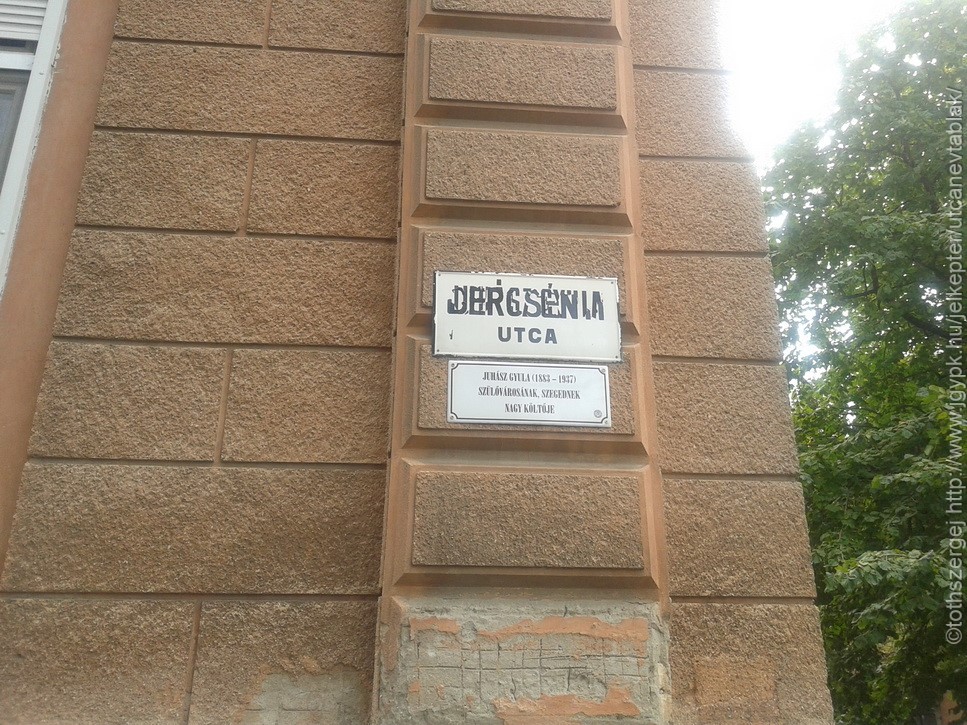 UTCA
JUHÁSZ GYULA (1883 – 1937)
SZÜLŐVÁROSÁNAK, SZEGEDNEK
NAGY KÖLTŐJE
©tothszergej http://www.jgypk.hu/jelkepter/utcanevtablak/